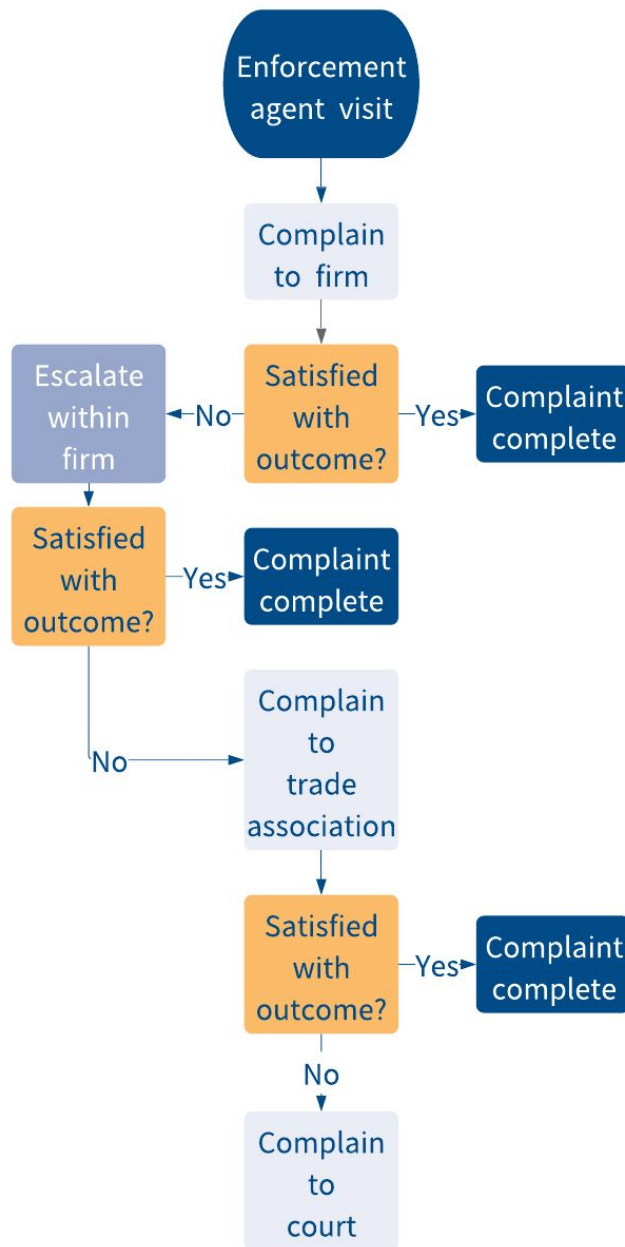 Enforcement
agent visit
Complain
to firm
Satisfied
with
outcome?
Yes
Complaint
complete
No
Escalate
within
firm
Satisfied
with
outcome?
Yes
Complaint
complete
No
Complain
to
trade
association
Satisfied
with
outcome?
Yes
Complaint
complete
No
Complain
to
court